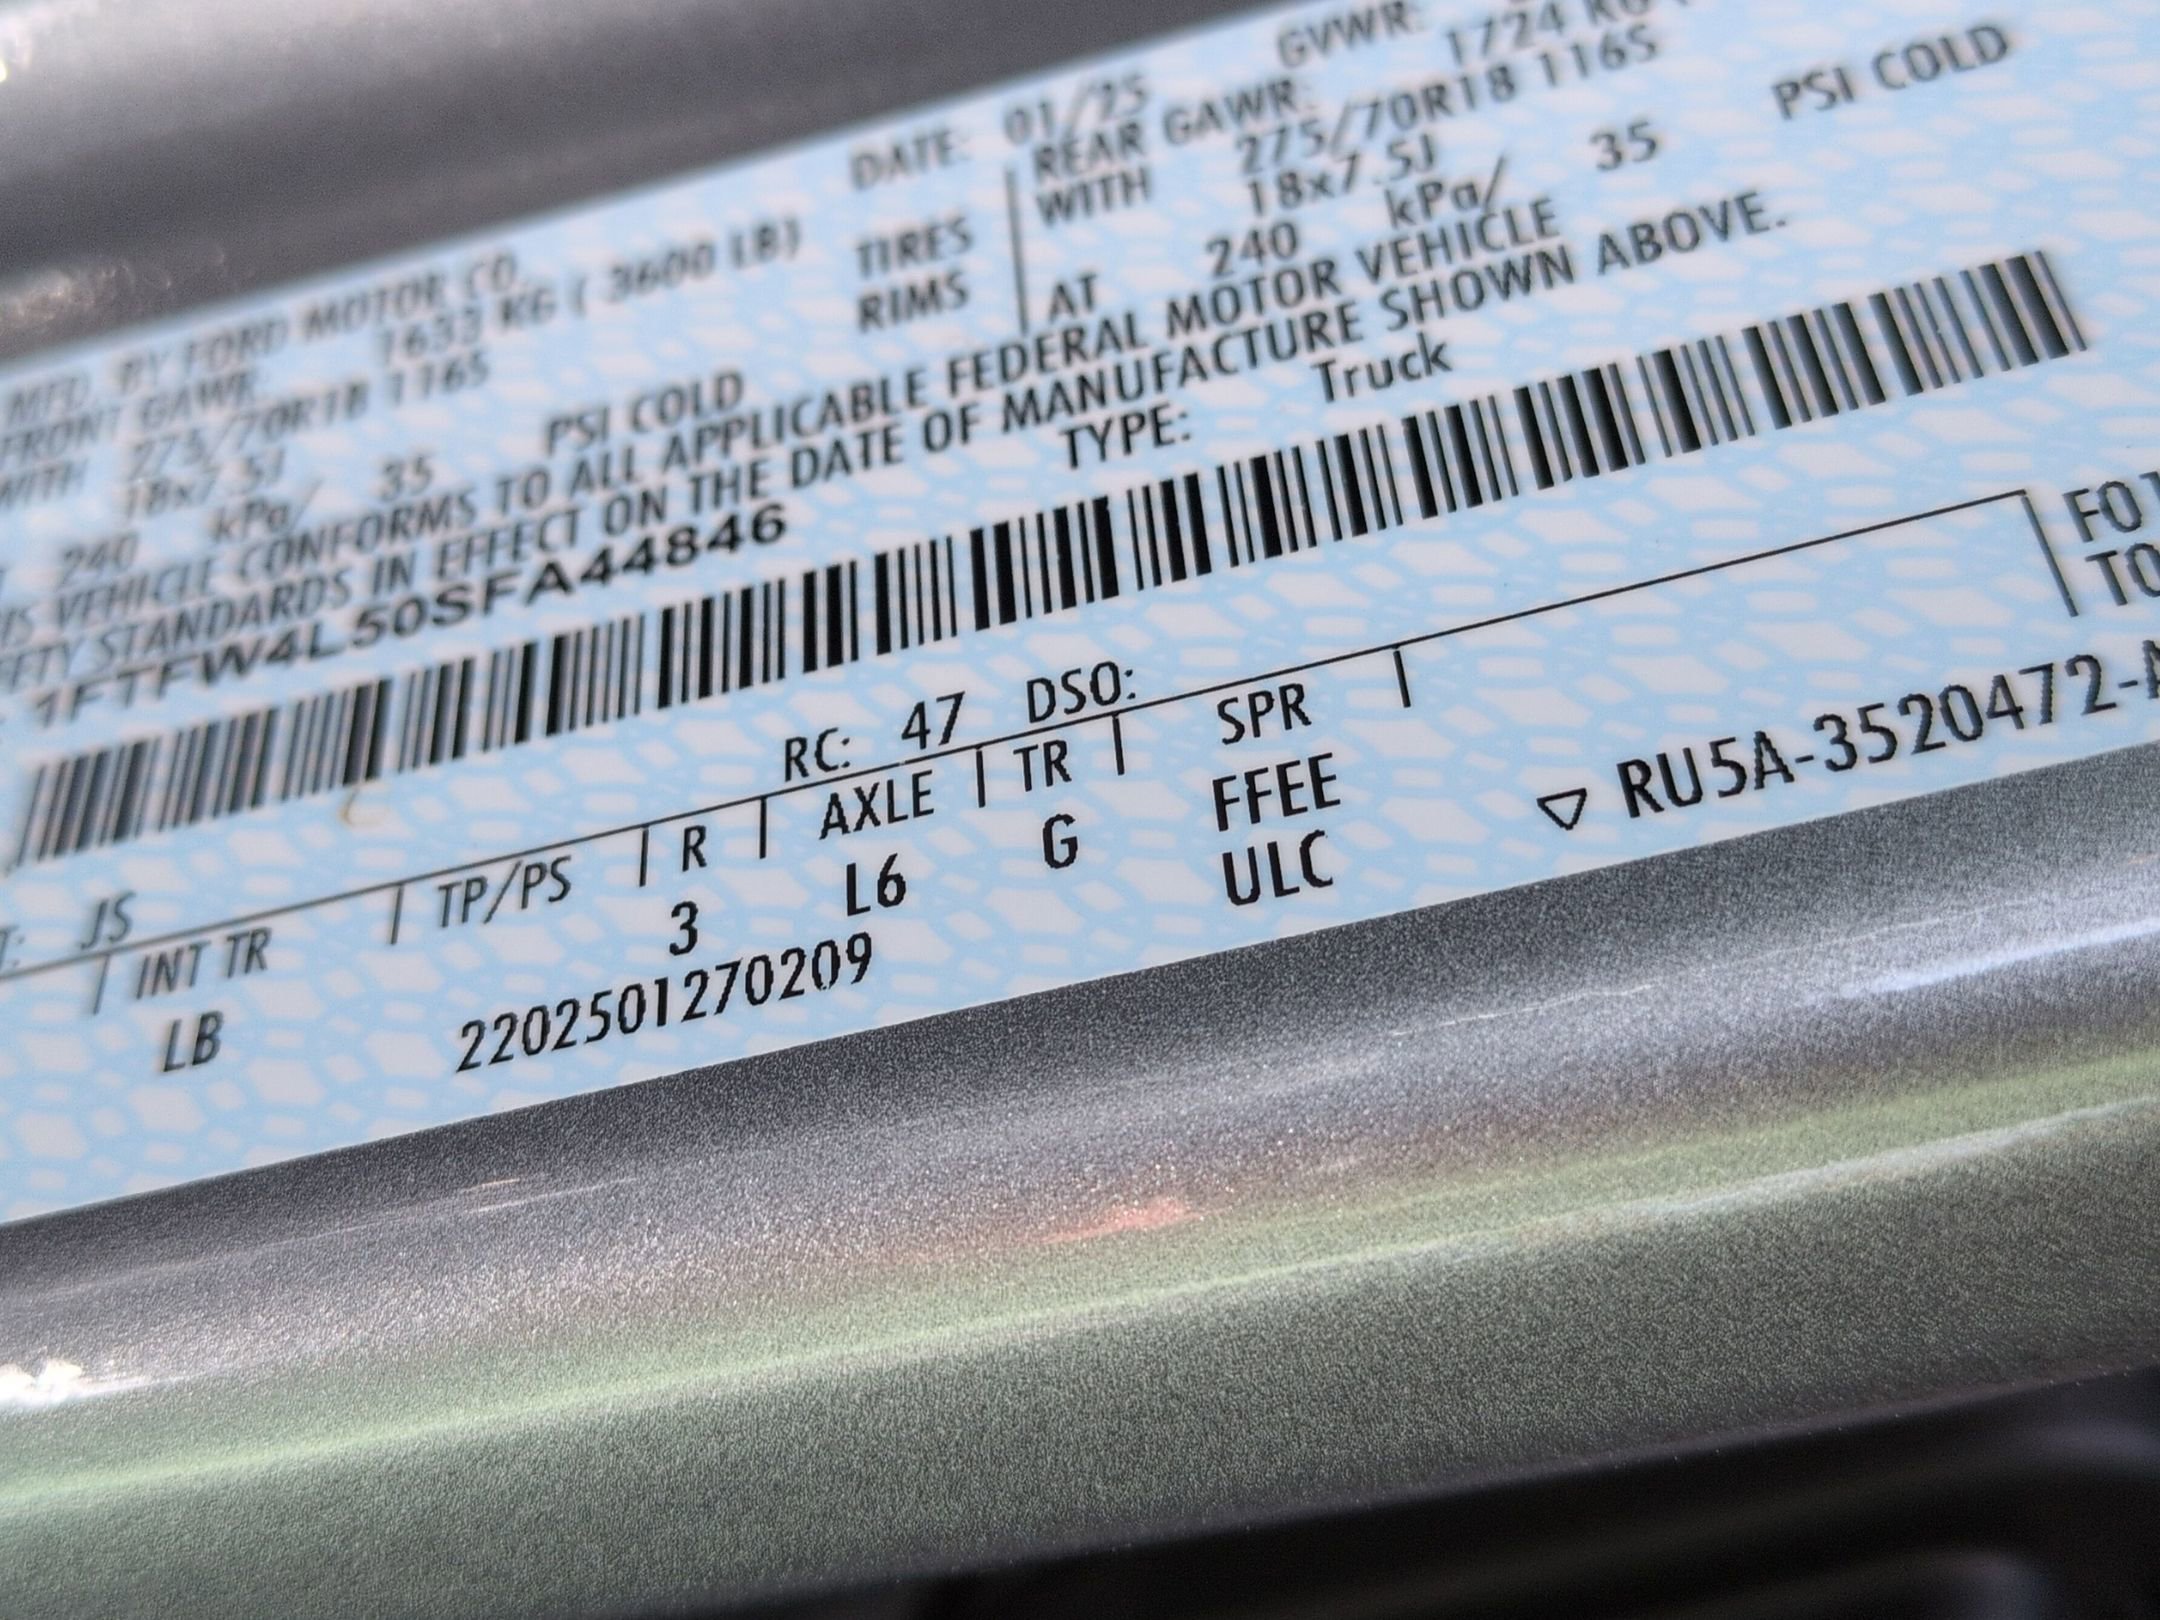 MFD. BY FORD MOTOR CO. DATE: 01/25 GVWR:
FRONT GAWR: 1633 KG ( 3600 LB) REAR GAWR: 1724 KG
WITH 275/70R18 116S TIRES WITH 275/70R18 116S
18x7.5J RIMS 18x7.5J
240 kPa/ 35 PSI COLD AT 240 kPa/ 35 PSI COLD
VEHICLE CONFORMS TO ALL APPLICABLE FEDERAL MOTOR VEHICLE
STANDARDS IN EFFECT ON THE DATE OF MANUFACTURE SHOWN ABOVE.
1FTFW4L50SFA44846 TYPE: Truck
JS RC: 47 DSO:
INT TR TP/PS R AXLE TR SPR
LB 3 L6 G FFEE
2202501270209 ULC
▽ RU5A-3520472-A